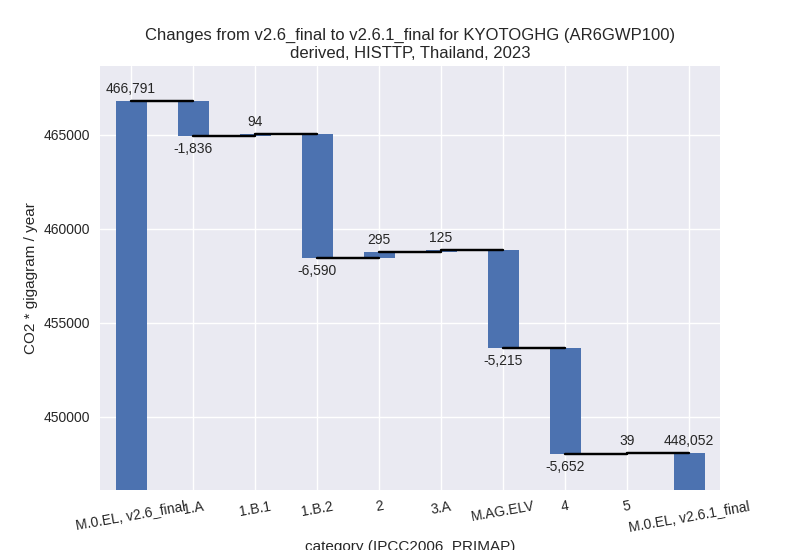 Changes from v2.6_final to v2.6.1_final for KYOTOGHG (AR6GWP100)
derived, HISTTP, Thailand, 2023
CO2 * gigagram / year
465000
460000
455000
450000
466,791
-1,836
94
-6,590
295
125
-5,215
-5,652
39
448,052
M.0.EL, v2.6_final
1.A
1.B.1
1.B.2
2
3.A
M.AG.ELV
4
5
M.0.EL, v2.6.1_final
category (IPCC2006_PRIMAP)